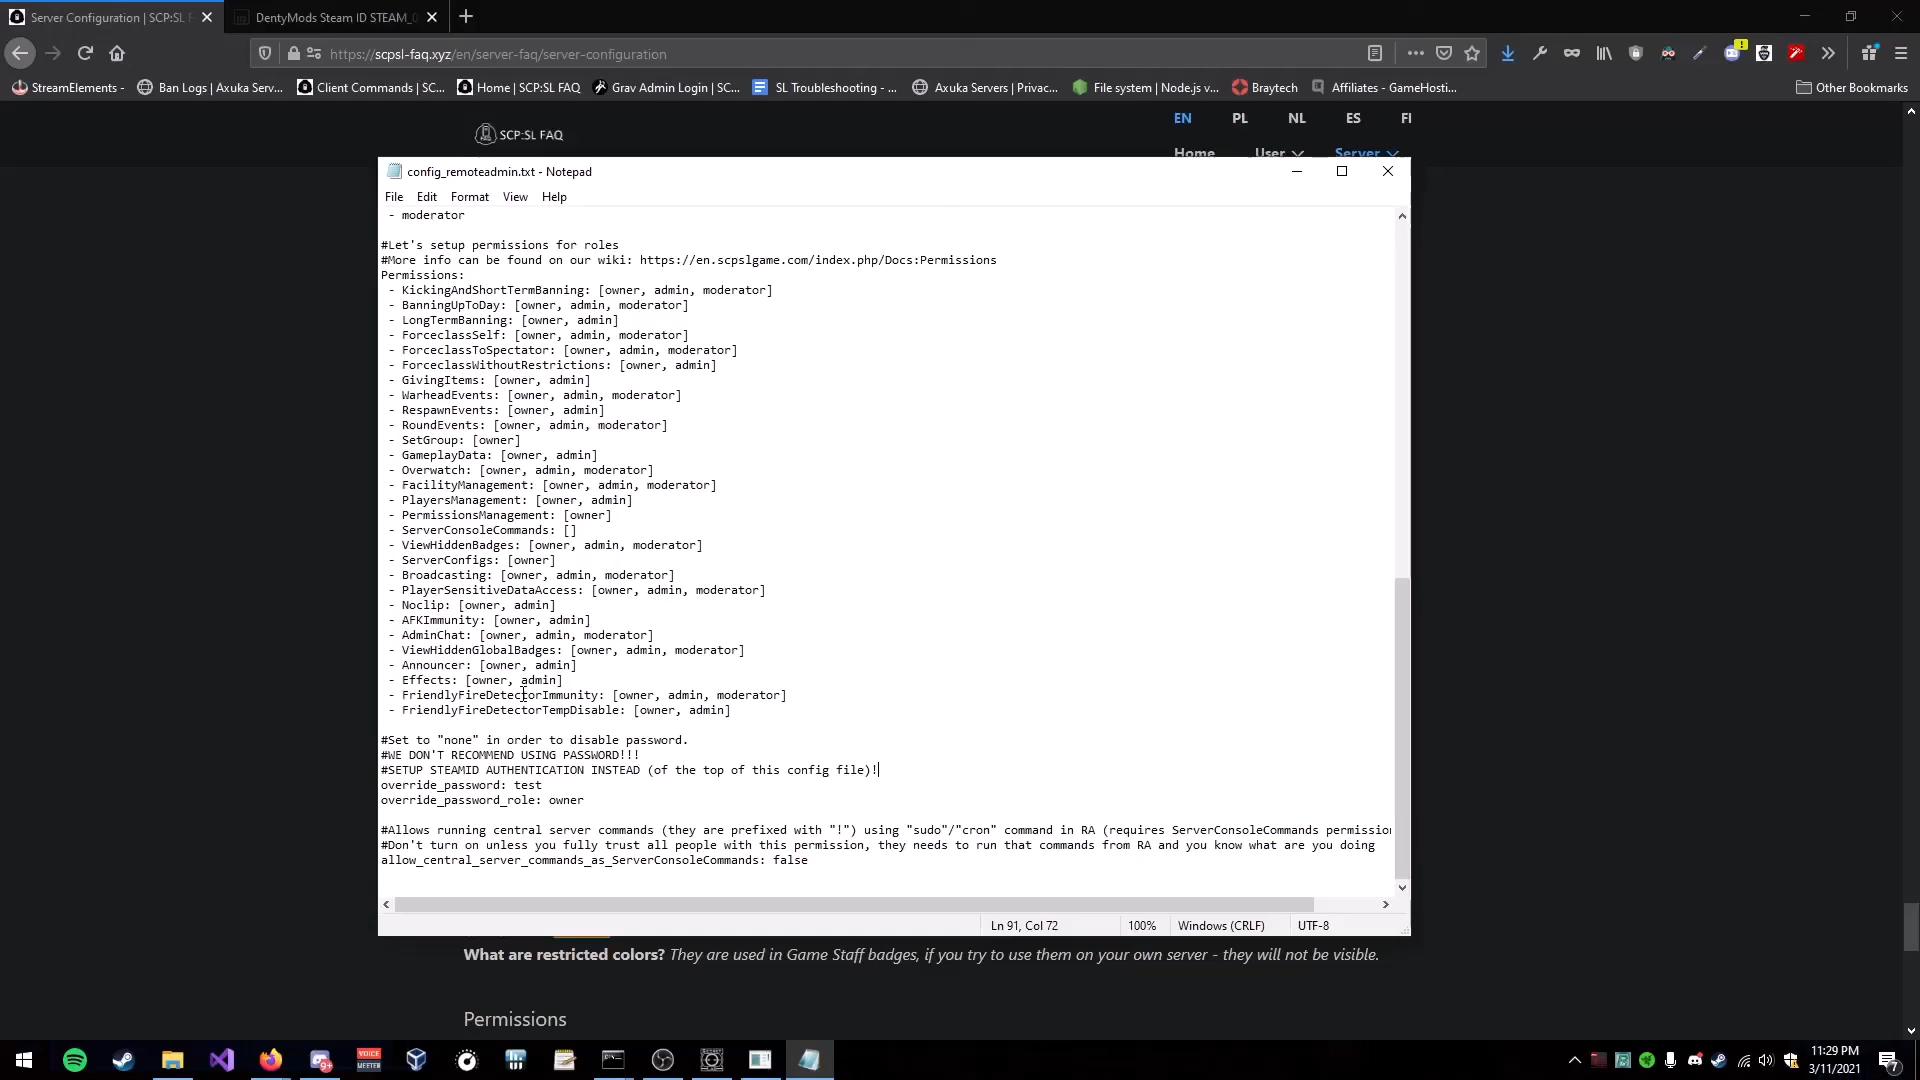 Server Configuration | SCP:SL F
DentyMods Steam ID STEAM_0
https://scpsl-faq.xyz/en/server-faq/server-configuration
StreamElements -
Ban Logs | Axuka Serv...
Client Commands | SC...
Home | SCP:SL FAQ
Grav Admin Login | SC...
SL Troubleshooting - ...
Axuka Servers | Privac...
File system | Node.js v...
Braytech
Affiliates - GameHosti...
Other Bookmarks
SCP:SL FAQ
EN PL NL ES FI
Home User Server
config_remoteadmin.txt - Notepad
File Edit Format View Help
- moderator
#Let's setup permissions for roles
#More info can be found on our wiki: https://en.scpslgame.com/index.php/Docs:Permissions
Permissions:
- KickingAndShortTermBanning: [owner, admin, moderator]
- BanningUpToDay: [owner, admin, moderator]
- LongTermBanning: [owner, admin]
- ForceclassSelf: [owner, admin, moderator]
- ForceclassToSpectator: [owner, admin, moderator]
- ForceclassWithoutRestrictions: [owner, admin]
- GivingItems: [owner, admin]
- WarheadEvents: [owner, admin, moderator]
- RespawnEvents: [owner, admin]
- RoundEvents: [owner, admin, moderator]
- SetGroup: [owner]
- GameplayData: [owner, admin]
- Overwatch: [owner, admin, moderator]
- FacilityManagement: [owner, admin, moderator]
- PlayersManagement: [owner, admin]
- PermissionsManagement: [owner]
- ServerConsoleCommands: []
- ViewHiddenBadges: [owner, admin, moderator]
- ServerConfigs: [owner]
- Broadcasting: [owner, admin, moderator]
- PlayerSensitiveDataAccess: [owner, admin, moderator]
- Noclip: [owner, admin]
- AFKImmunity: [owner, admin]
- AdminChat: [owner, admin, moderator]
- ViewHiddenGlobalBadges: [owner, admin, moderator]
- Announcer: [owner, admin]
- Effects: [owner, admin]
- FriendlyFireDetectorImmunity: [owner, admin, moderator]
- FriendlyFireDetectorTempDisable: [owner, admin]
#Set to "none" in order to disable password.
#WE DON'T RECOMMEND USING PASSWORD!!!
#SETUP STEAMID AUTHENTICATION INSTEAD (of the top of this config file)!
override_password: test
override_password_role: owner
#Allows running central server commands (they are prefixed with "!") using "sudo"/"cron" command in RA (requires ServerConsoleCommands permission
#Don't turn on unless you fully trust all people with this permission, they needs to run that commands from RA and you know what are you doing
allow_central_server_commands_as_ServerConsoleCommands: false
Ln 91, Col 72 100% Windows (CRLF) UTF-8
What are restricted colors? They are used in Game Staff badges, if you try to use them on your own server - they will not be visible.
Permissions
9+
VOICE
MEETER
11:29 PM
3/11/2021
7